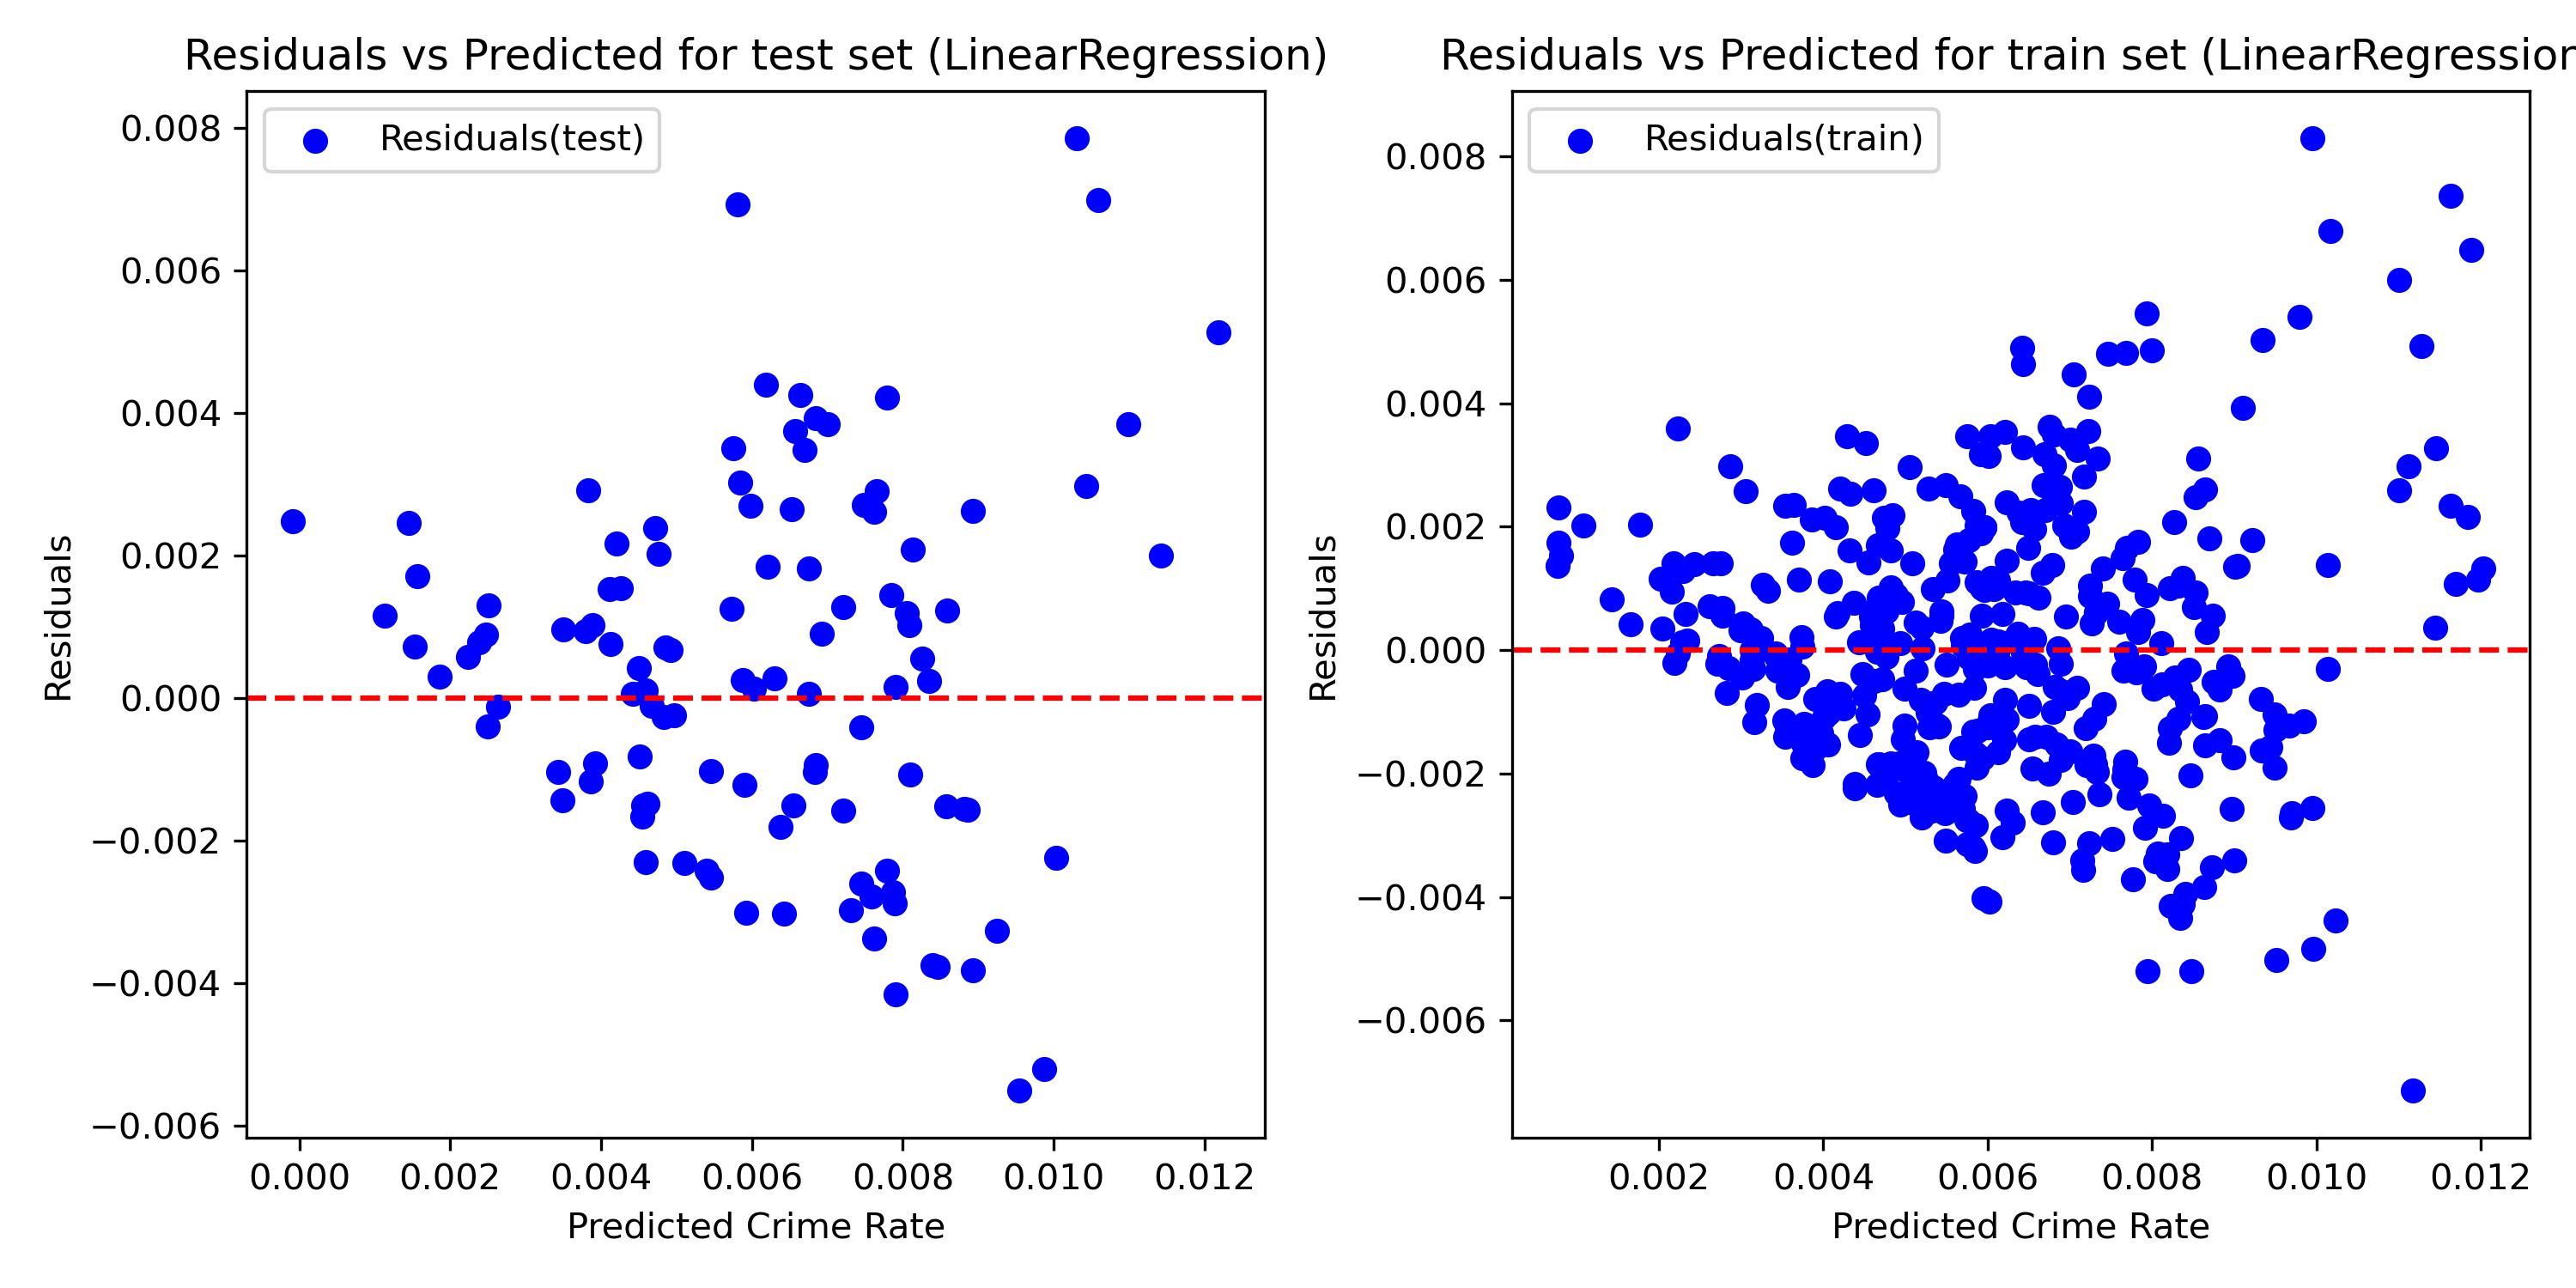 Residuals vs Predicted for test set (LinearRegression)
Residuals(test)
0.008
0.006
0.004
0.002
0.000
−0.002
−0.004
−0.006
Residuals
0.000 0.002 0.004 0.006 0.008 0.010 0.012
Predicted Crime Rate
Residuals vs Predicted for train set (LinearRegression
Residuals(train)
0.008
0.006
0.004
0.002
0.000
−0.002
−0.004
−0.006
Residuals
0.002 0.004 0.006 0.008 0.010 0.012
Predicted Crime Rate